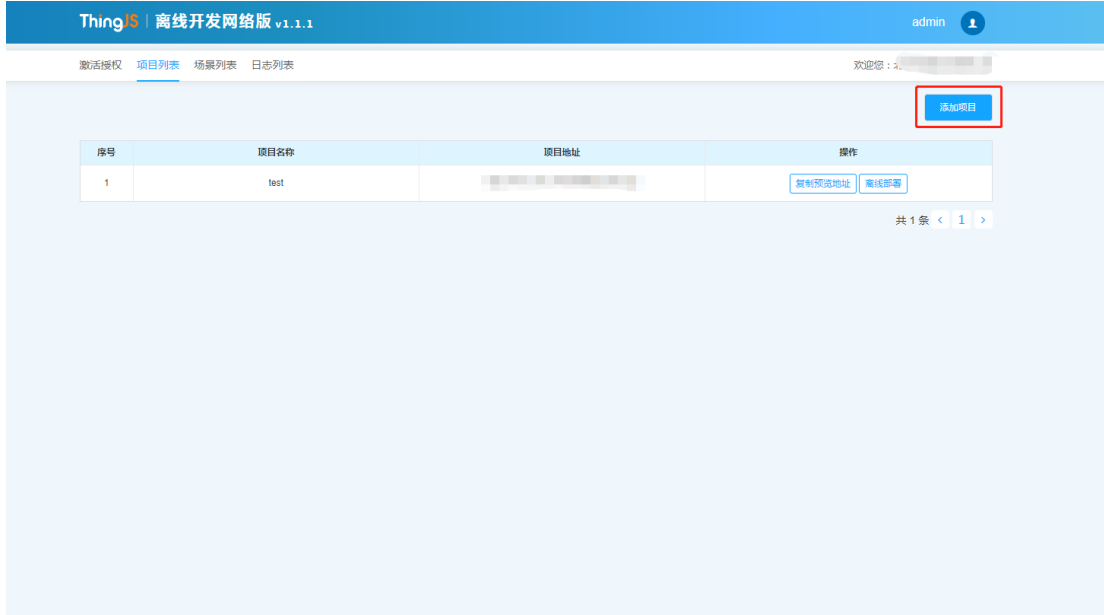 ThingJS 离线开发网络版 v1.1.1 admin
激活授权 项目列表 场景列表 日志列表 欢迎您：
添加项目
序号 项目名称 项目地址 操作
1 test 复制预览地址 离线部署
共 1 条 < 1 >